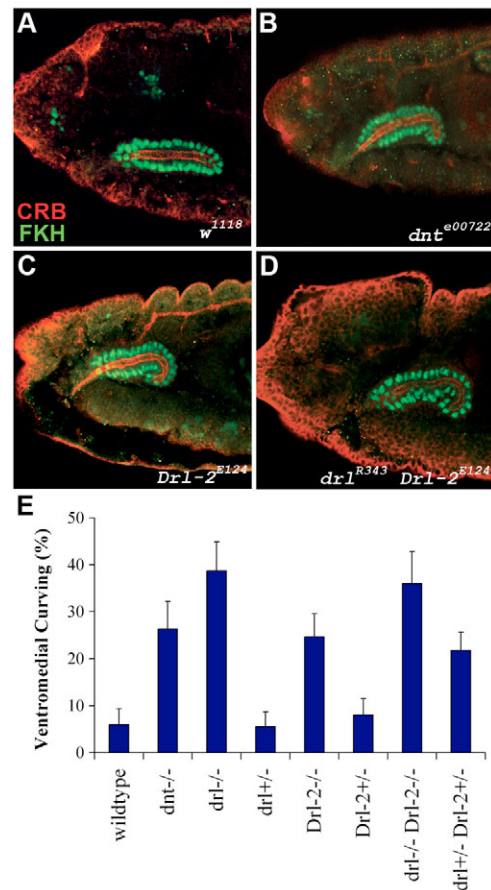 A
CRB
FKH
w1118
B
dnte00722
C
Drl-2E124
D
drlR343 Drl-2E124
E
Ventromedial Curving (%)
50
40
30
20
10
0
wildtype
dnt-/-
drl-/-
drl+/-
Drl-2-/-
Drl-2+/-
drl-/- Drl-2-/-
drl+/- Drl-2+/-